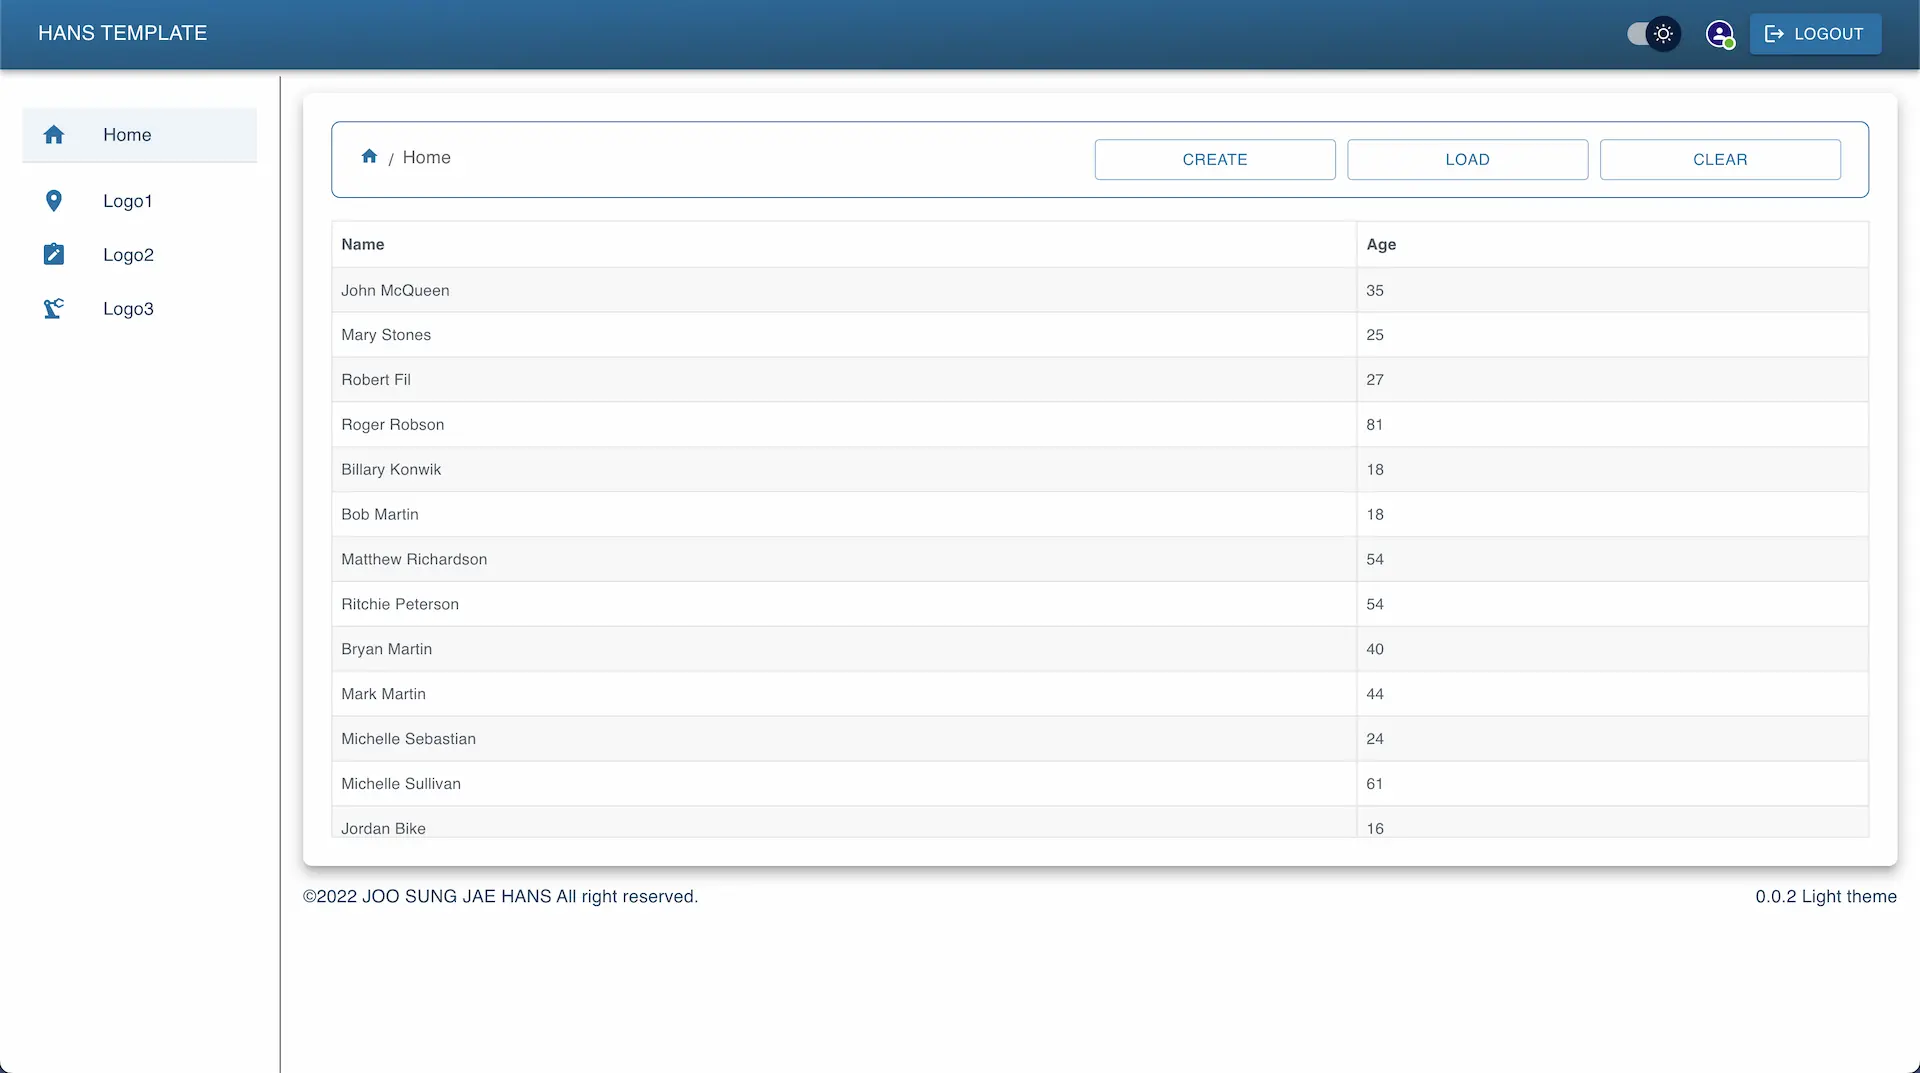 HANS TEMPLATE
LOGOUT
Home
Logo1
Logo2
Logo3
/ Home
CREATE
LOAD
CLEAR
Name Age
John McQueen 35
Mary Stones 25
Robert Fil 27
Roger Robson 81
Billary Konwik 18
Bob Martin 18
Matthew Richardson 54
Ritchie Peterson 54
Bryan Martin 40
Mark Martin 44
Michelle Sebastian 24
Michelle Sullivan 61
Jordan Bike 16
©2022 JOO SUNG JAE HANS All right reserved.
0.0.2 Light theme